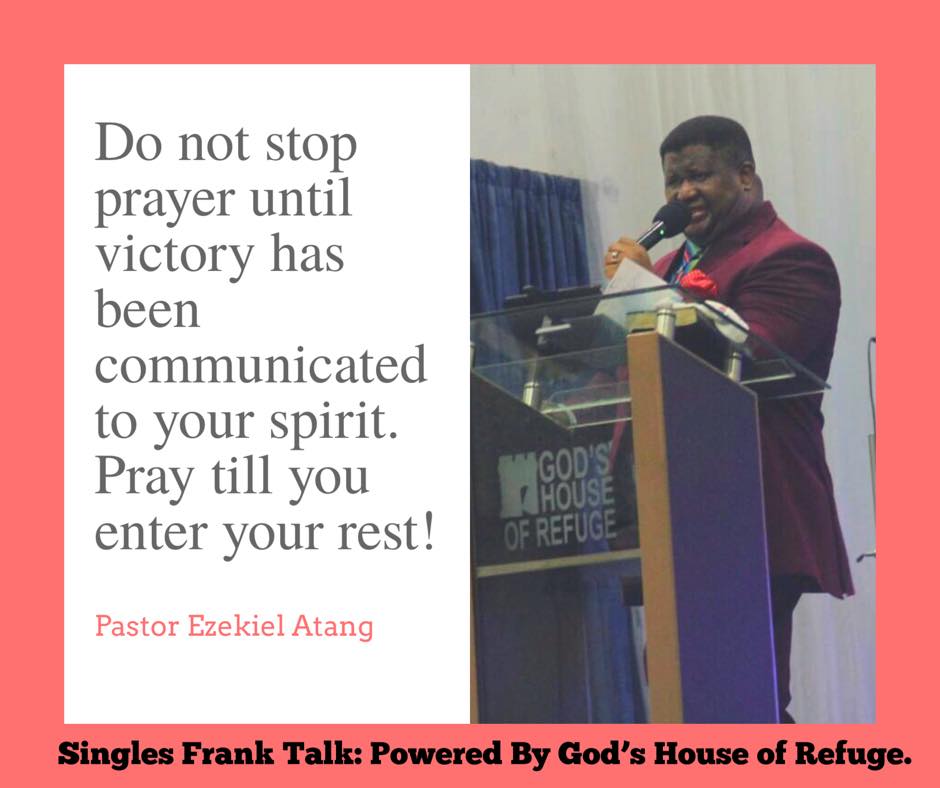 Do not stop
prayer until
victory has
been
communicated
to your spirit.
Pray till you
enter your rest!
Pastor Ezekiel Atang
GOD'S
HOUSE
OF REFUGE
Singles Frank Talk: Powered By God’s House of Refuge.